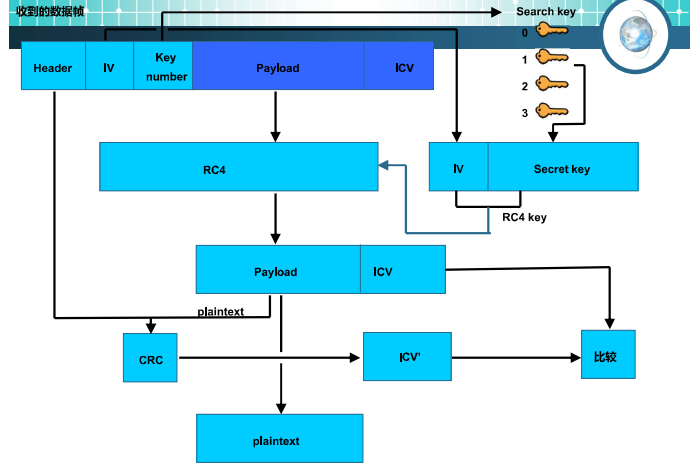 收到的数据帧
Search key
0
1
2
3
Header
IV
Key
number
Payload
ICV
RC4
IV
Secret key
RC4 key
Payload
ICV
plaintext
CRC
ICV’
比较
plaintext